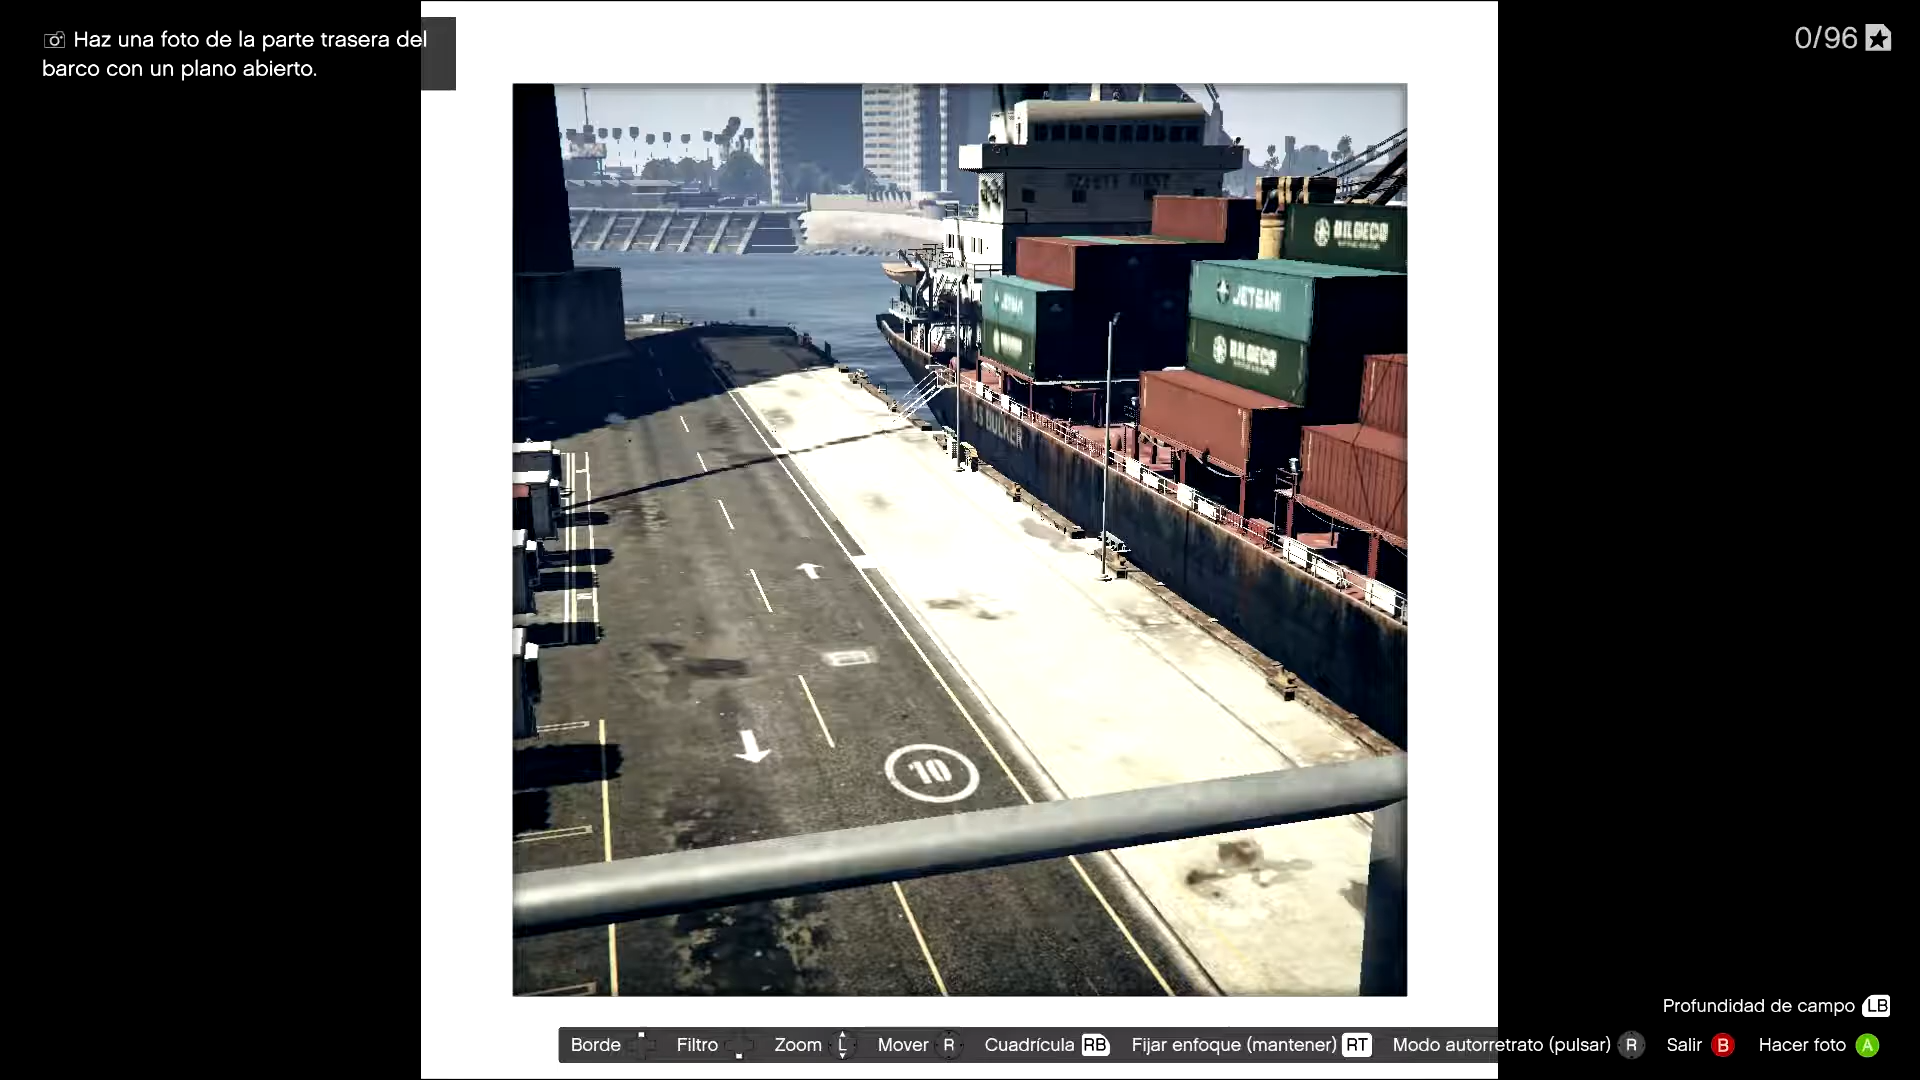 Haz una foto de la parte trasera del
barco con un plano abierto.
0/96
BILGECO
JETSAM
BILGECO
SS BULKER
10
Profundidad de campo LB
Borde Filtro Zoom L Mover R Cuadrícula RB Fijar enfoque (mantener) RT Modo autorretrato (pulsar) R Salir B Hacer foto A